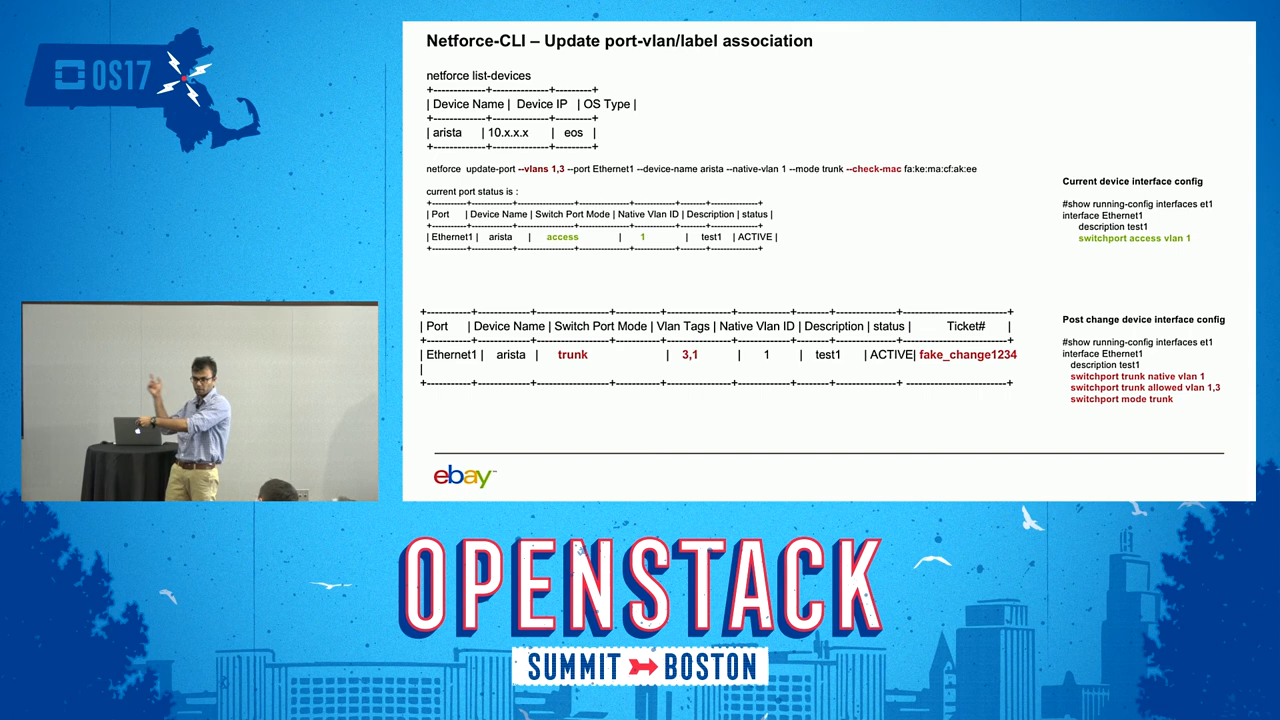 OS17
Netforce-CLI – Update port-vlan/label association
netforce list-devices
+-------------+-------------+---------+
| Device Name | Device IP | OS Type |
+-------------+-------------+---------+
| arista | 10.x.x.x | eos |
+-------------+-------------+---------+
netforce update-port --vlans 1,3 --port Ethernet1 --device-name arista --native-vlan 1 --mode trunk --check-mac fa:ke:ma:cf:ak:ee
current port status is :
+----------+-------------+---------------------+----------------+-------------+--------+
| Port | Device Name | Switch Port Mode | Native Vlan ID | Description | status |
+----------+-------------+---------------------+----------------+-------------+--------+
| Ethernet1 | arista | access | 1 | test1 | ACTIVE |
+----------+-------------+---------------------+----------------+-------------+--------+
+----------+-------------+------------------+-----------+----------------+-------------+--------+----------------------+
| Port | Device Name | Switch Port Mode | Vlan Tags | Native Vlan ID | Description | status | Ticket# |
+----------+-------------+------------------+-----------+----------------+-------------+--------+----------------------+
| Ethernet1 | arista | trunk | 3,1 | 1 | test1 | ACTIVE| fake_change1234
|
+----------+-------------+------------------+-----------+----------------+-------------+--------+----------------------+
Current device interface config
#show running-config interfaces et1
interface Ethernet1
description test1
switchport access vlan 1
Post change device interface config
#show running-config interfaces et1
interface Ethernet1
description test1
switchport trunk native vlan 1
switchport trunk allowed vlan 1,3
switchport mode trunk
ebay™
OPENSTACK
SUMMIT BOSTON